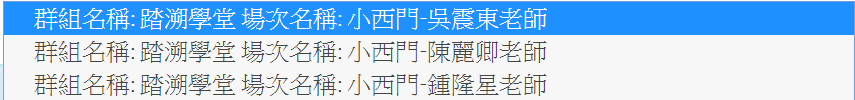 群組名稱: 踏溯學堂 場次名稱: 小西門-吳震東老師
群組名稱: 踏溯學堂 場次名稱: 小西門-陳麗卿老師
群組名稱: 踏溯學堂 場次名稱: 小西門-鍾隆星老師